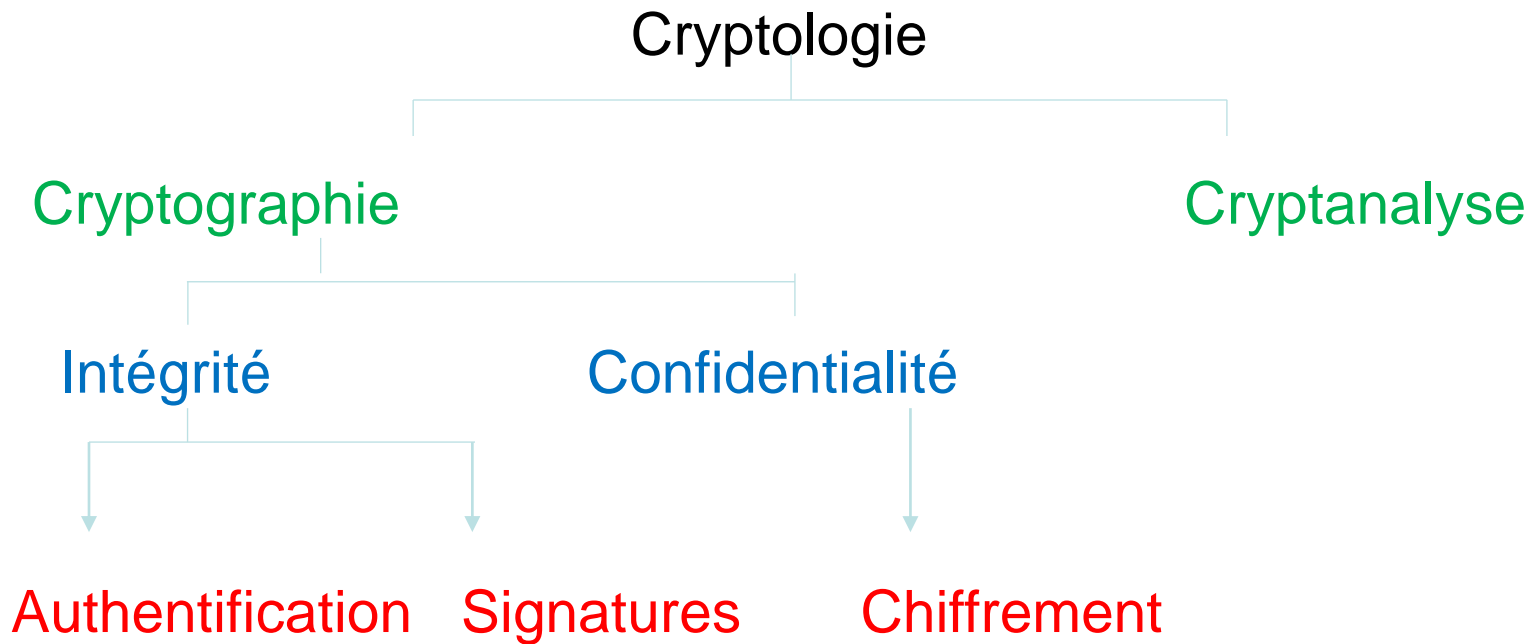 Cryptologie
Cryptographie Cryptanalyse
Intégrité Confidentialité
Authentification Signatures Chiffrement